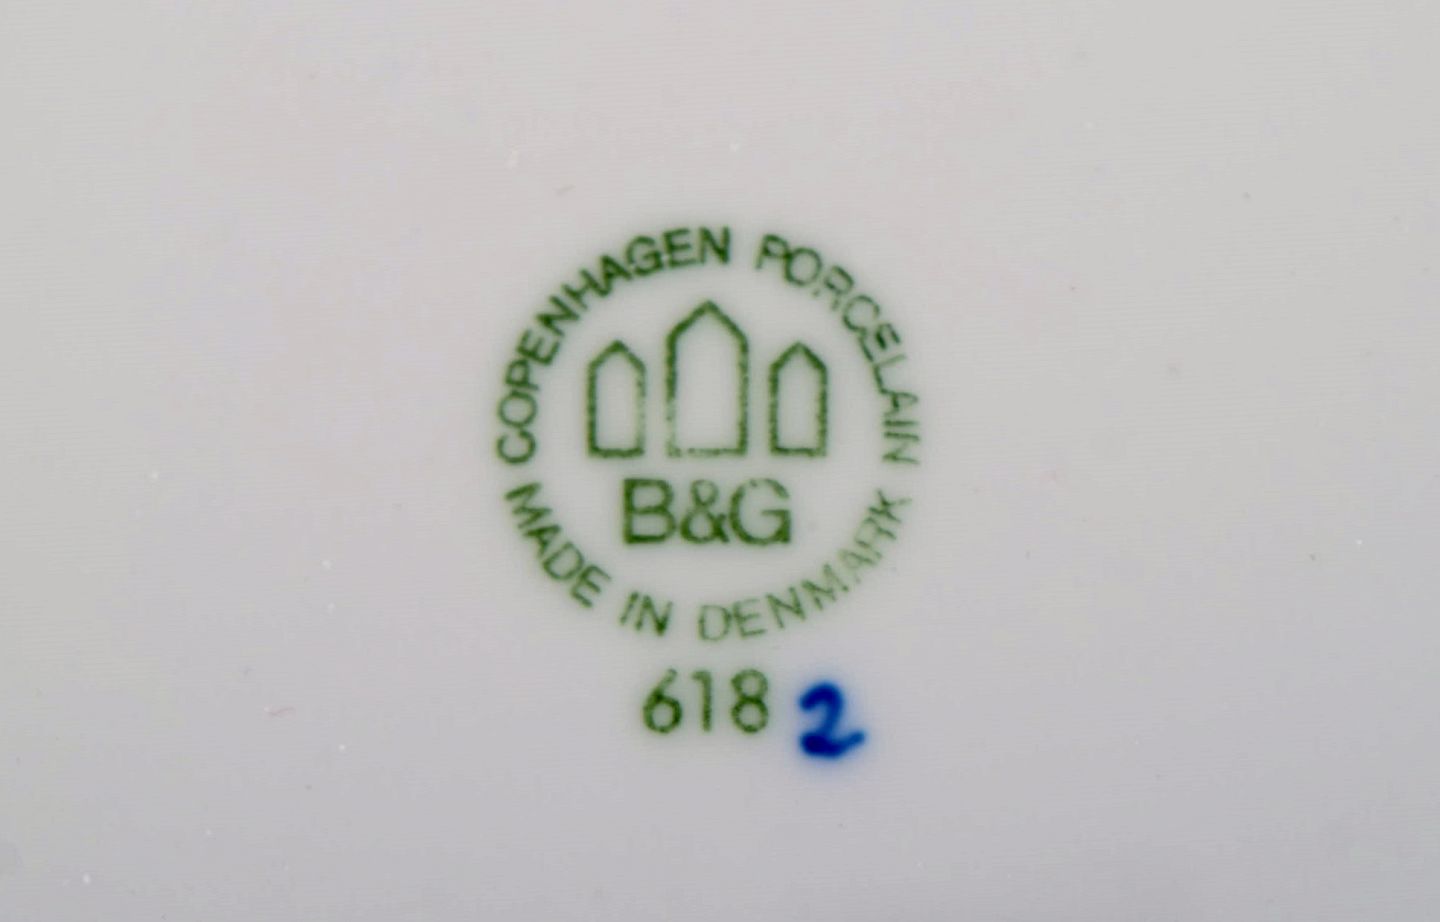 COPENHAGEN PORCELAIN
B&G
MADE IN DENMARK
618 2